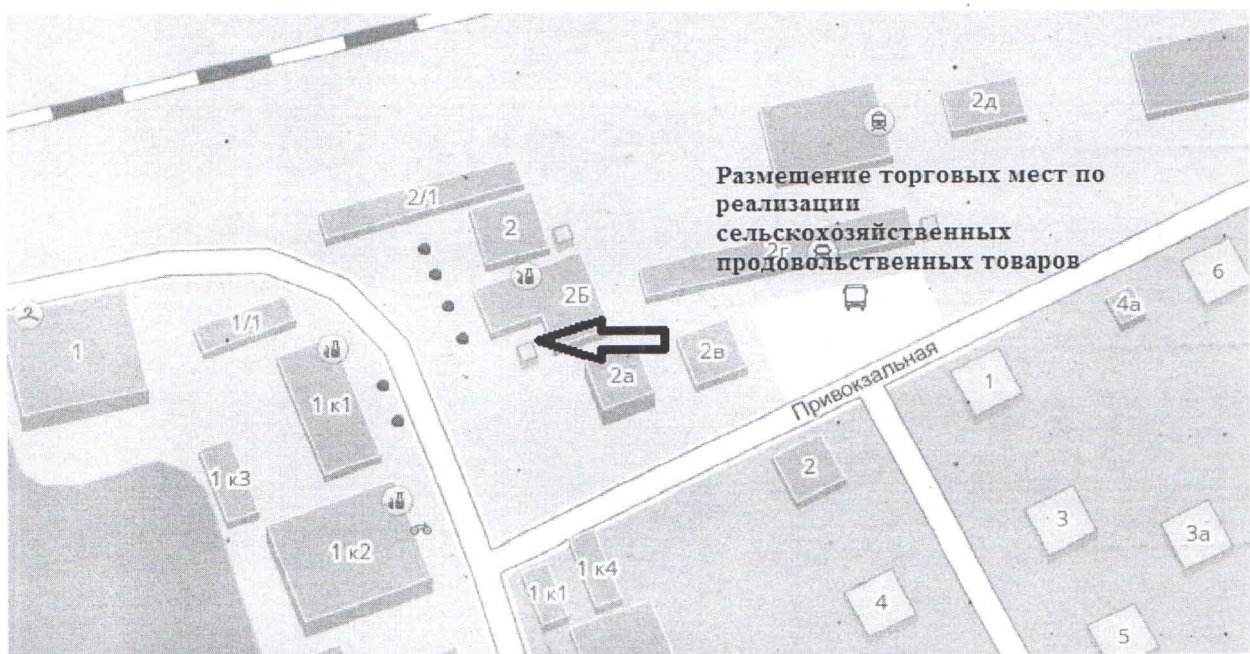 2д
Размещение торговых мест по
реализации
сельскохозяйственных
продовольственных товаров
2/1
2
2г
6
2Б
4а
1/1
1
2в
2а
Привокзальная
1
1 к1
2
1 к3
3
3а
1 к2
1 к4
1 к1
4
5